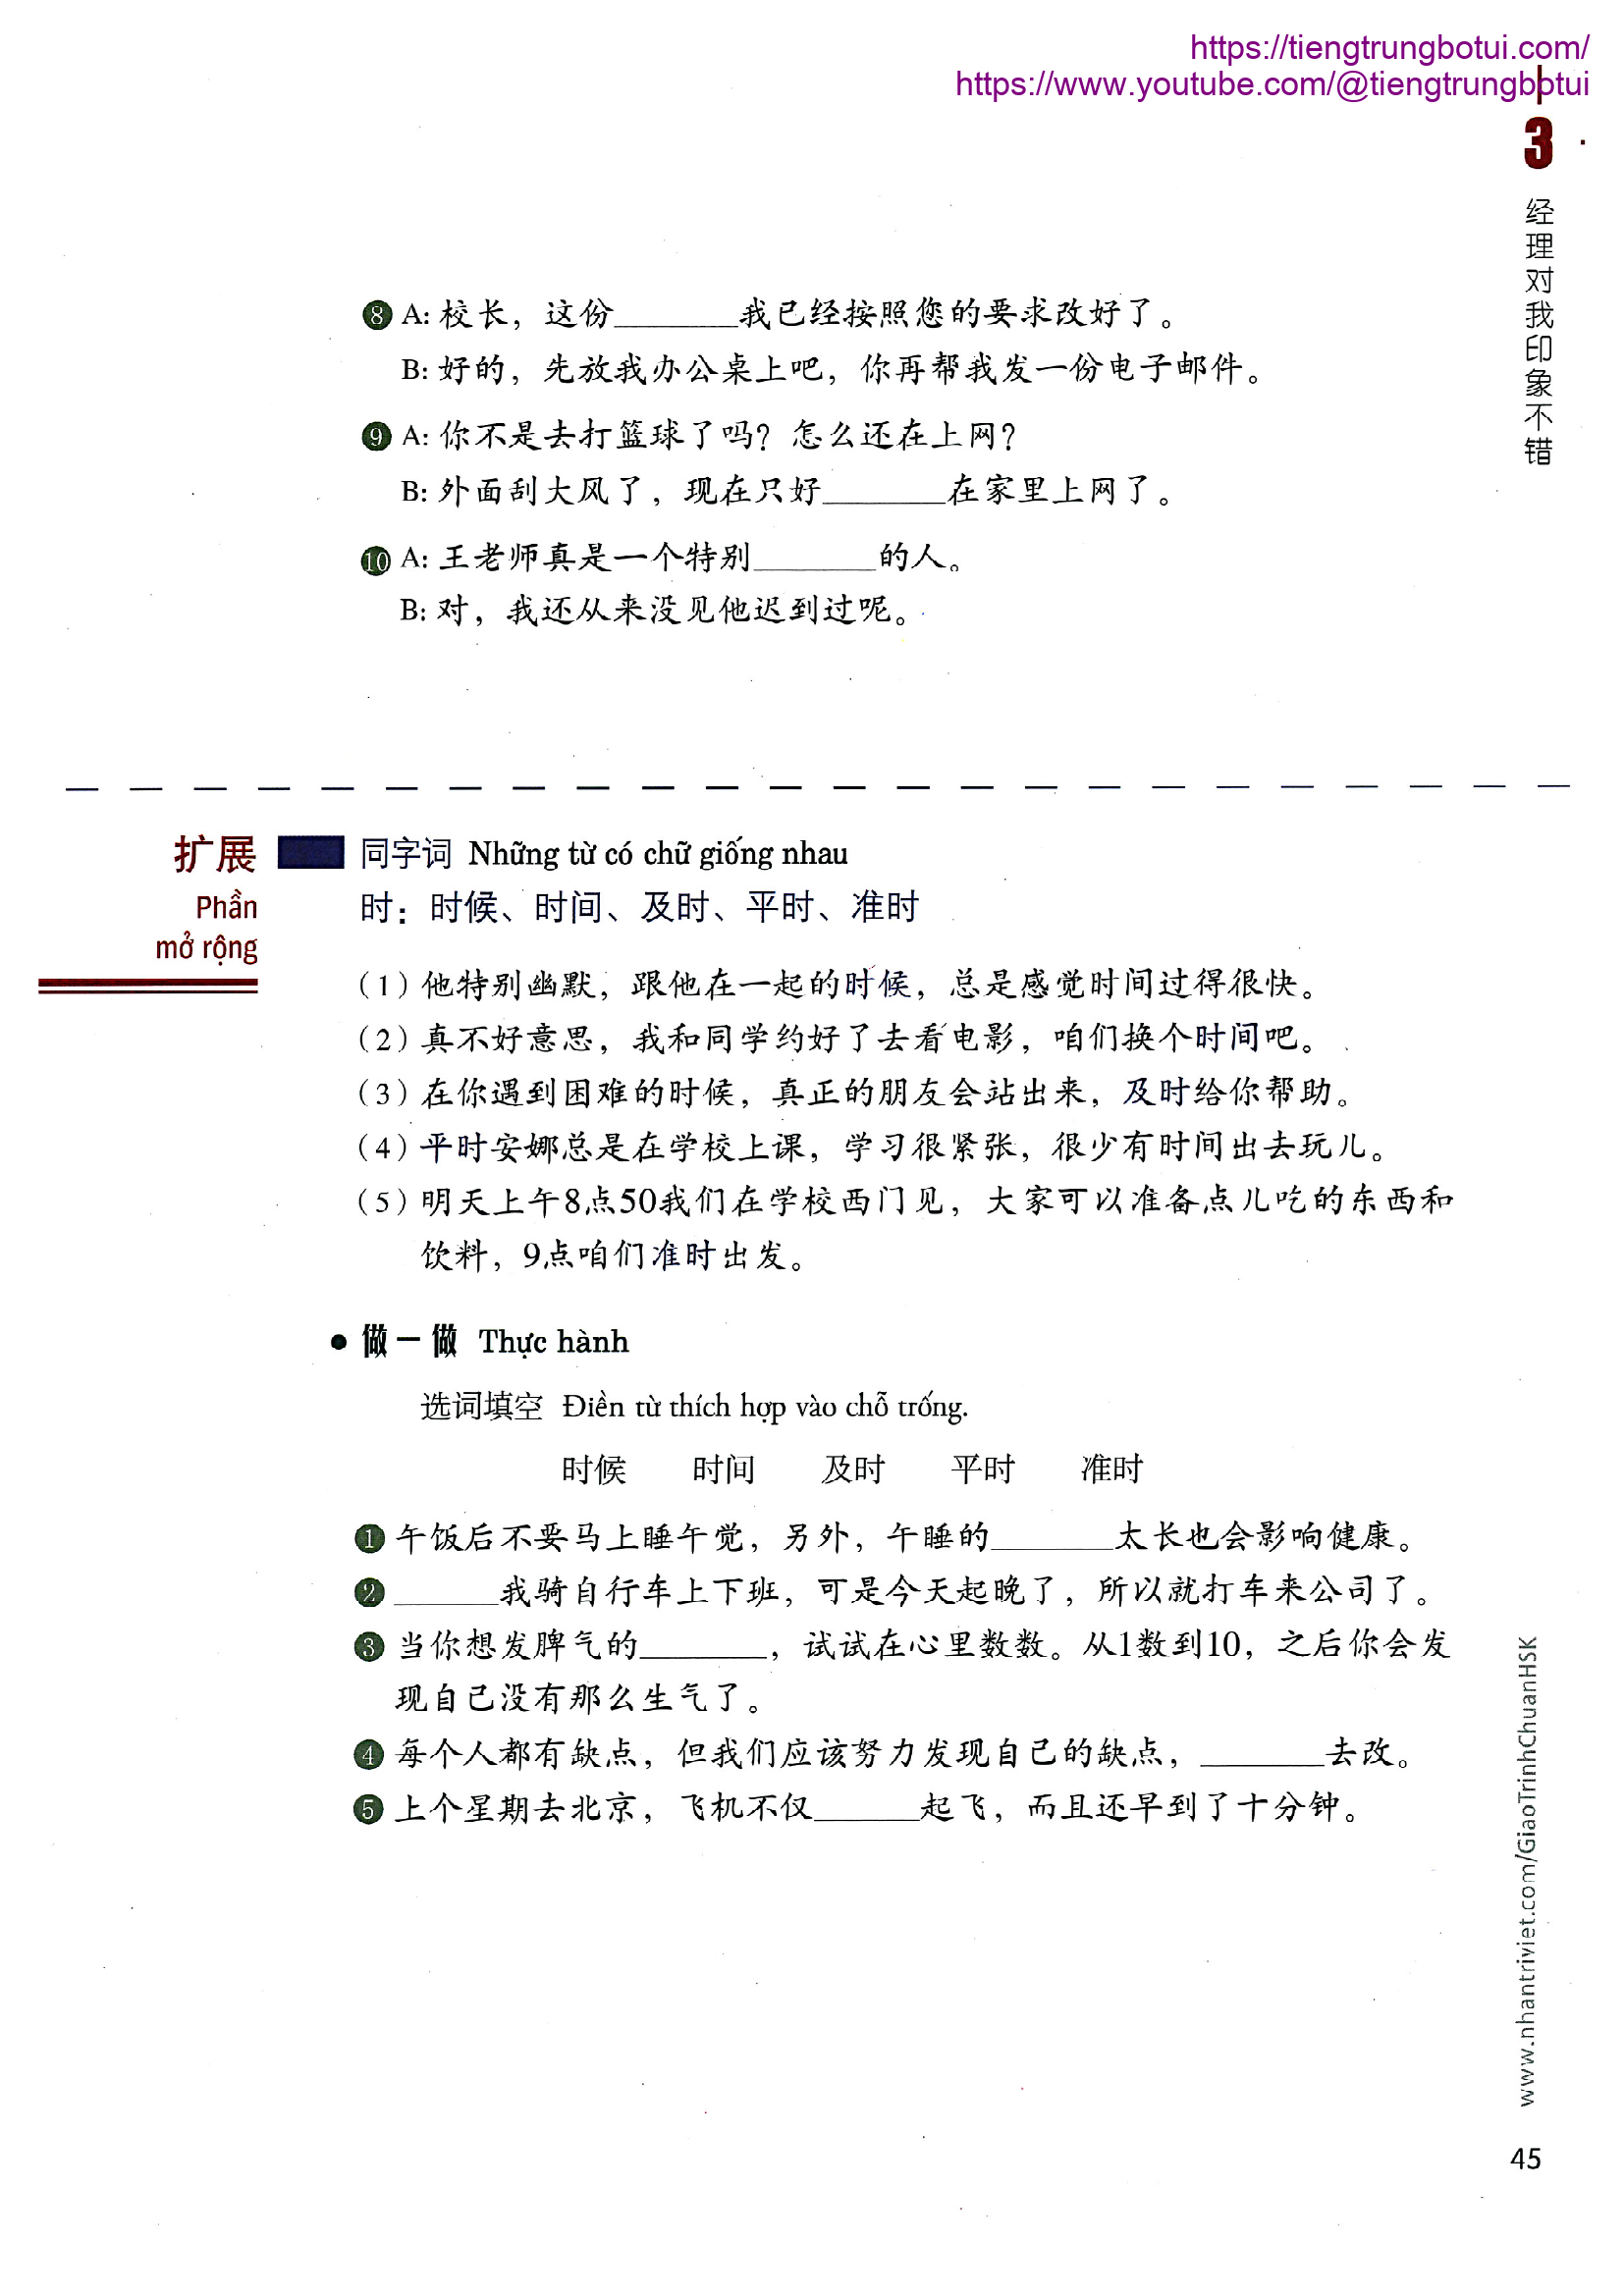 https://tiengtrungbotui.com/
https://www.youtube.com/@tiengtrungbotui
3
经理对我印象不错
8 A: 校长，这份________我已经按照您的要求改好了。
B: 好的，先放我办公桌上吧，你再帮我发一份电子邮件。
9 A: 你不是去打篮球了吗？怎么还在上网？
B: 外面刮大风了，现在只好________在家里上网了。
10 A: 王老师真是一个特别________的人。
B: 对，我还从来没见他迟到过呢。
扩展
Phần
mở rộng
同字词 Những từ có chữ giống nhau
时：时候、时间、及时、平时、准时
（1）他特别幽默，跟他在一起的时候，总是感觉时间过得很快。
（2）真不好意思，我和同学约好了去看电影，咱们换个时间吧。
（3）在你遇到困难的时候，真正的朋友会站出来，及时给你帮助。
（4）平时安娜总是在学校上课，学习很紧张，很少有时间出去玩儿。
（5）明天上午8点50我们在学校西门见，大家可以准备点儿吃的东西和
饮料，9点咱们准时出发。
● 做一做 Thực hành
选词填空 Điền từ thích hợp vào chỗ trống.
时候 时间 及时 平时 准时
1 午饭后不要马上睡午觉，另外，午睡的________太长也会影响健康。
2 ________我骑自行车上下班，可是今天起晚了，所以就打车来公司了。
3 当你想发脾气的________，试试在心里数数。从1数到10，之后你会发
现自己没有那么生气了。
4 每个人都有缺点，但我们应该努力发现自己的缺点，________去改。
5 上个星期去北京，飞机不仅________起飞，而且还早到了十分钟。
www.nhantriviet.com/GiaoTrinhChuanHSK
45